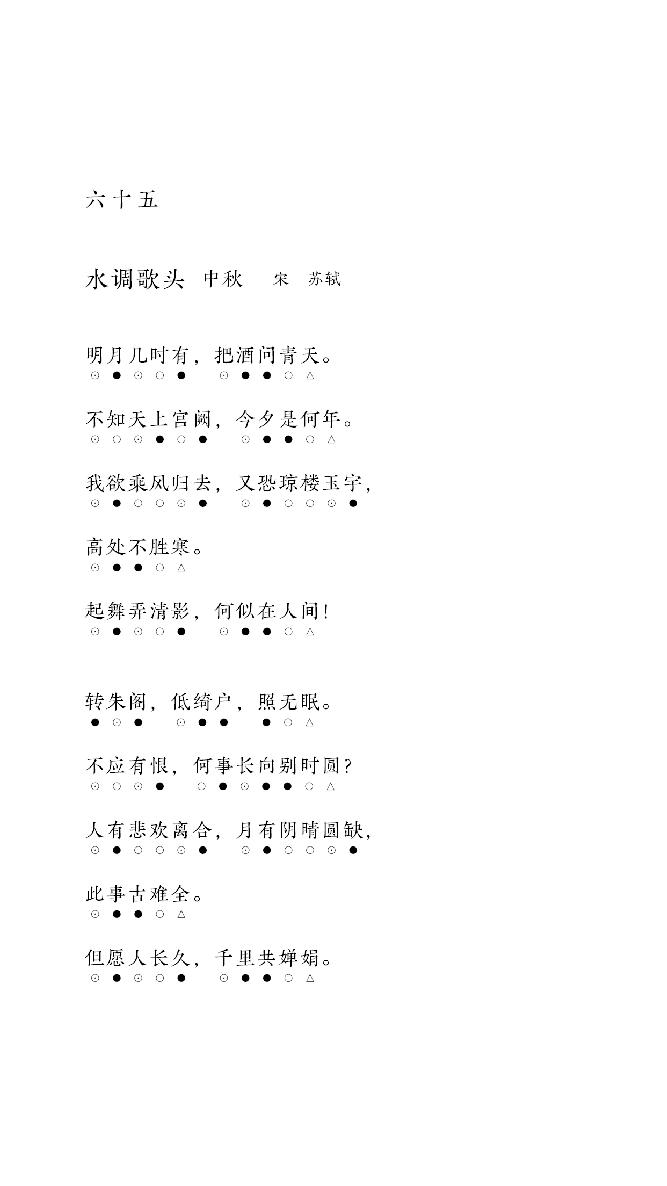 六十五
水调歌头 中秋 宋 苏轼
明月几时有，把酒问青天。
⊙●⊙○● ⊙●●○△
不知天上宫阙，今夕是何年。
⊙○⊙●○● ⊙●●○△
我欲乘风归去，又恐琼楼玉宇，
⊙●○○⊙● ⊙●○○⊙●
高处不胜寒。
⊙●●○△
起舞弄清影，何似在人间！
⊙●⊙○● ⊙●●○△
转朱阁，低绮户，照无眠。
●⊙● ⊙●● ●○△
不应有恨，何事长向别时圆？
⊙○⊙● ○●⊙●●○△
人有悲欢离合，月有阴晴圆缺，
⊙●○○⊙● ⊙●○○⊙●
此事古难全。
⊙●●○△
但愿人长久，千里共婵娟。
⊙●⊙○● ⊙●●○△